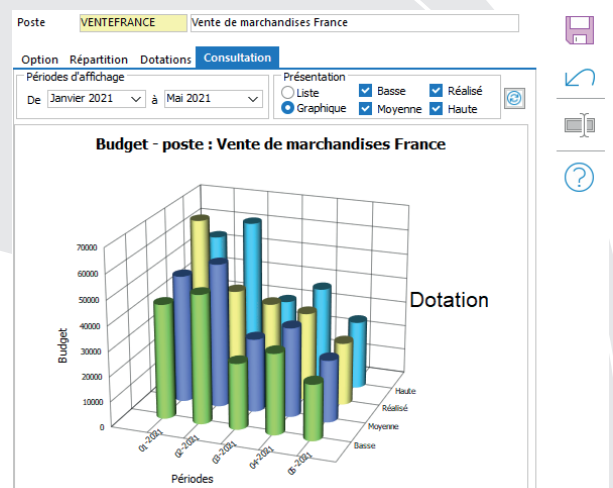 Poste VENTEFRANCE Vente de marchandises France
Option Répartition Dotations Consultation
Périodes d'affichage
De Janvier 2021 à Mai 2021
Présentation
Liste Basse Réalisé
Graphique Moyenne Haute
Budget - poste : Vente de marchandises France
70000
60000
50000
40000
30000
20000
10000
0
Budget
Dotation
Haute
Réalisé
Moyenne
Basse
01-2021 02-2021 03-2021 04-2021 05-2021
Périodes
?